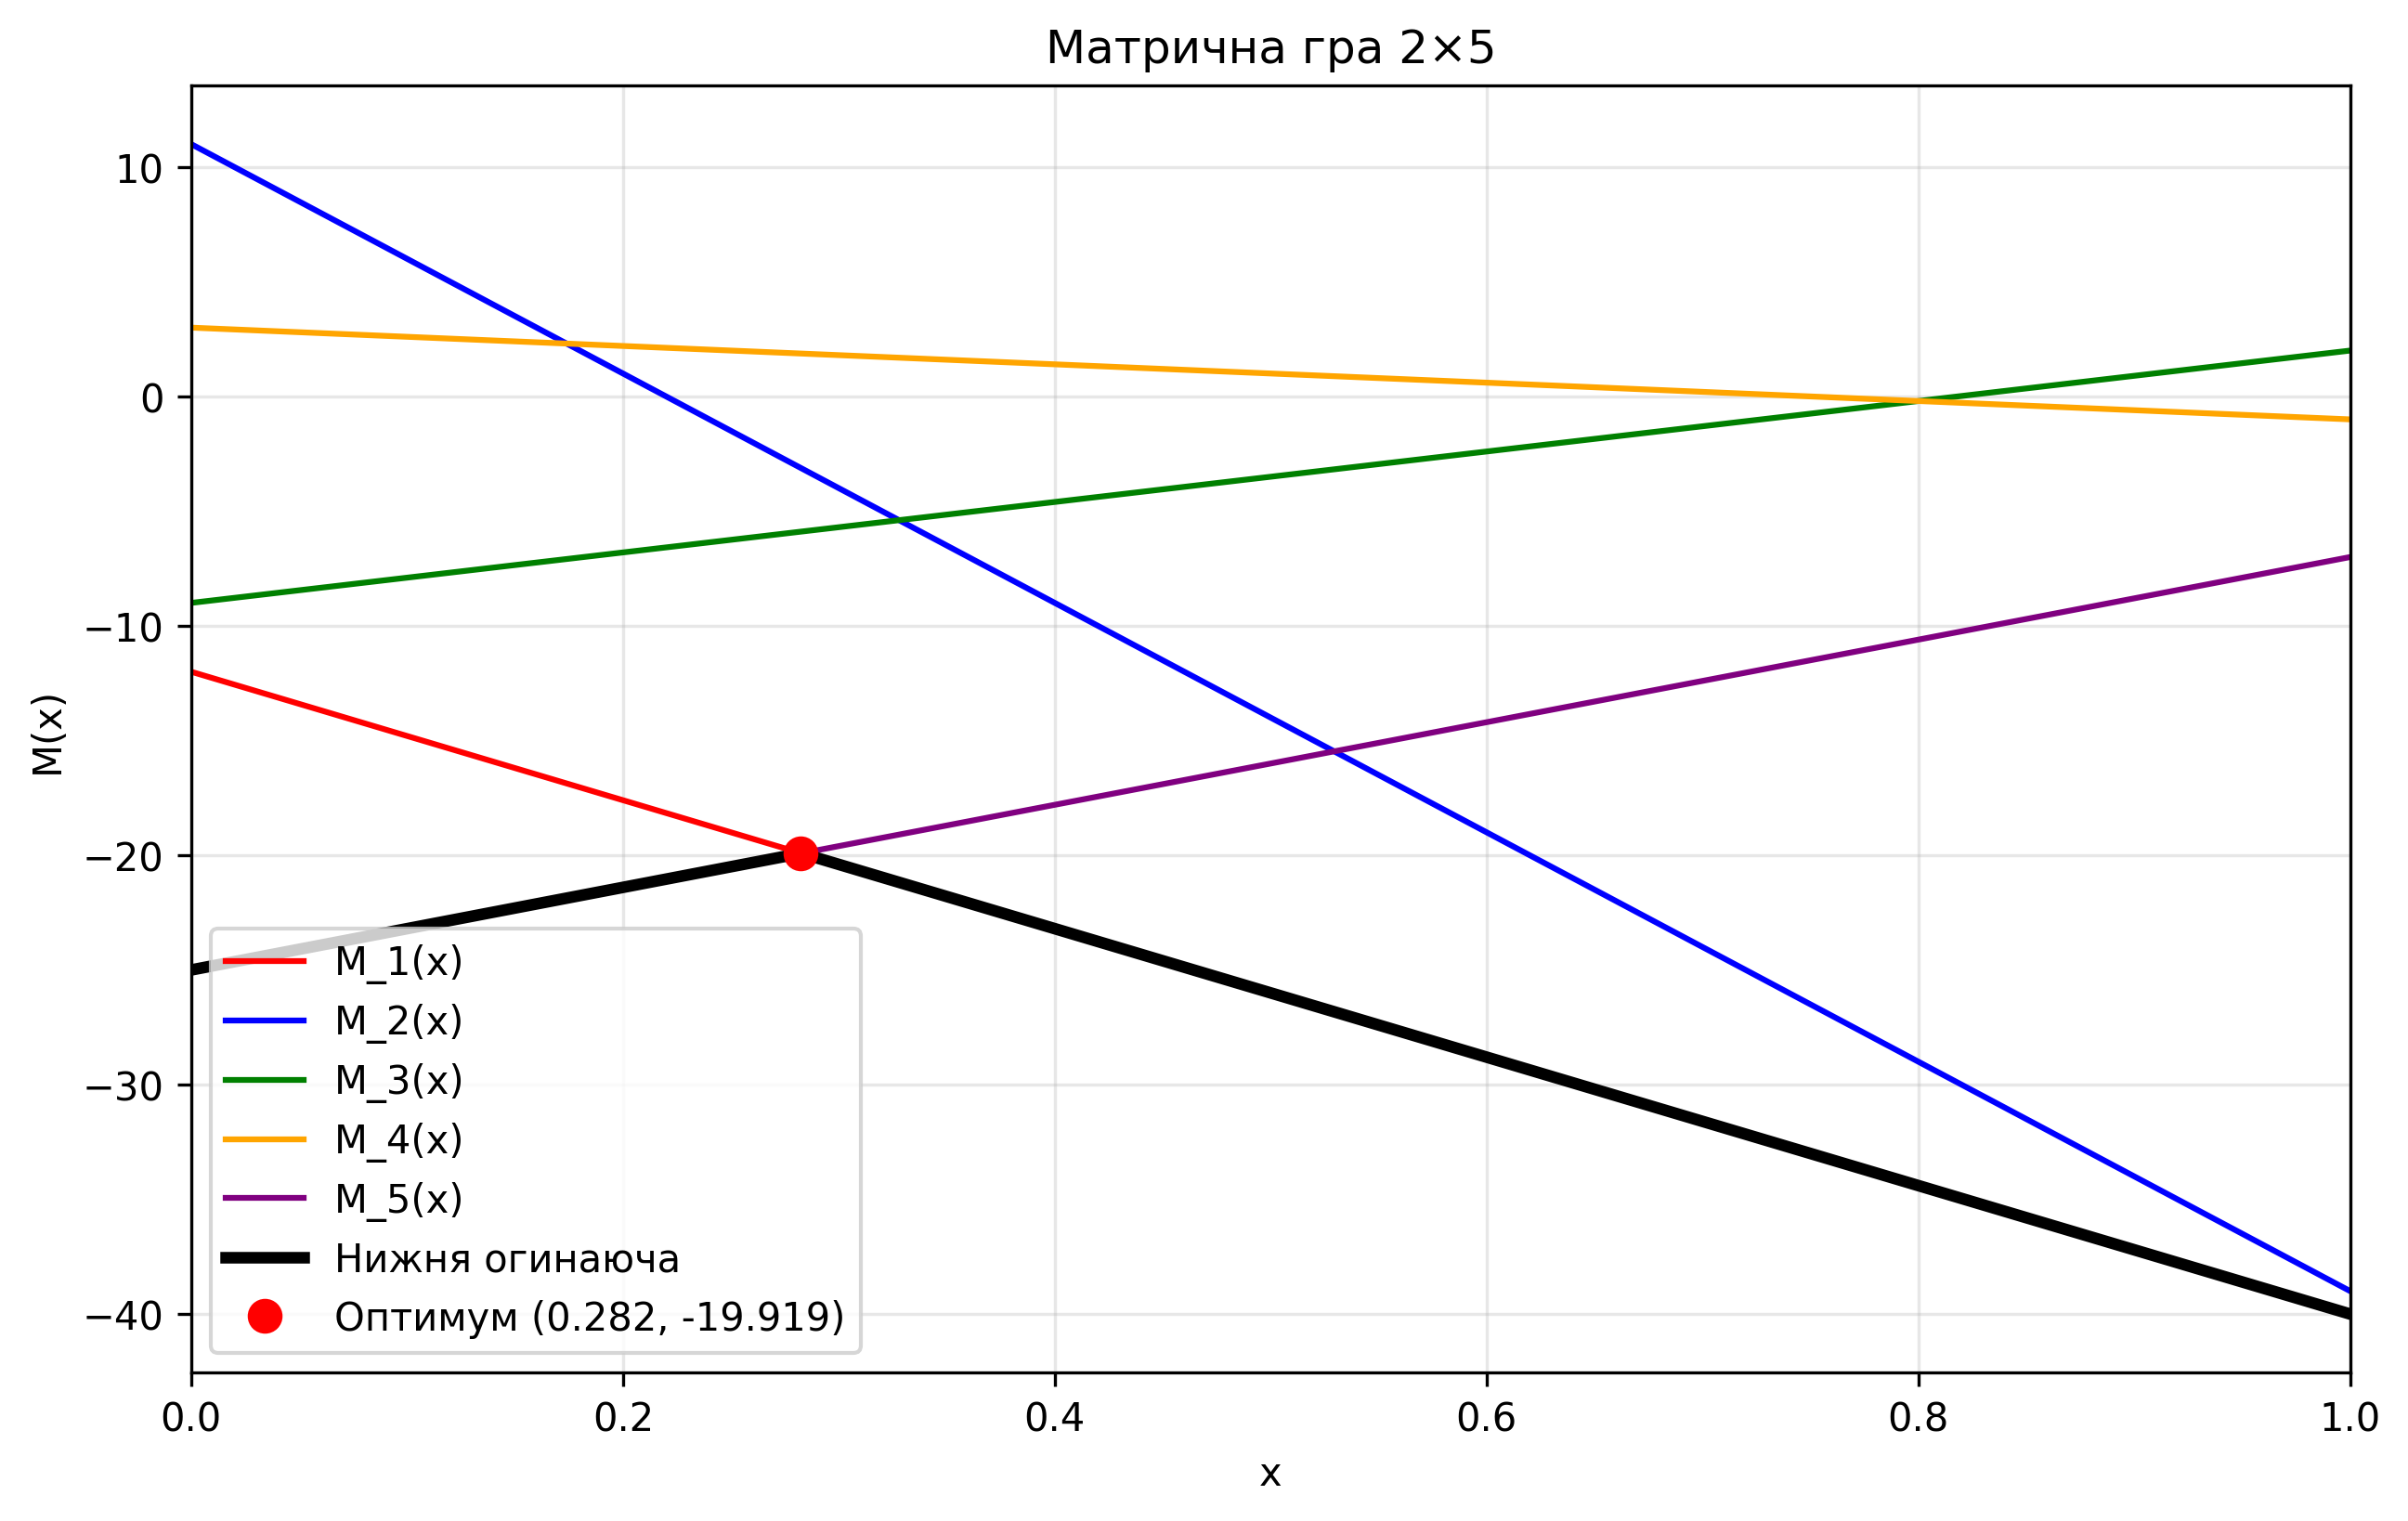 Матрична гра 2×5
M(x)
10
0
−10
−20
−30
−40
M_1(x)
M_2(x)
M_3(x)
M_4(x)
M_5(x)
Нижня огинаюча
Оптимум (0.282, -19.919)
0.0 0.2 0.4 0.6 0.8 1.0
x